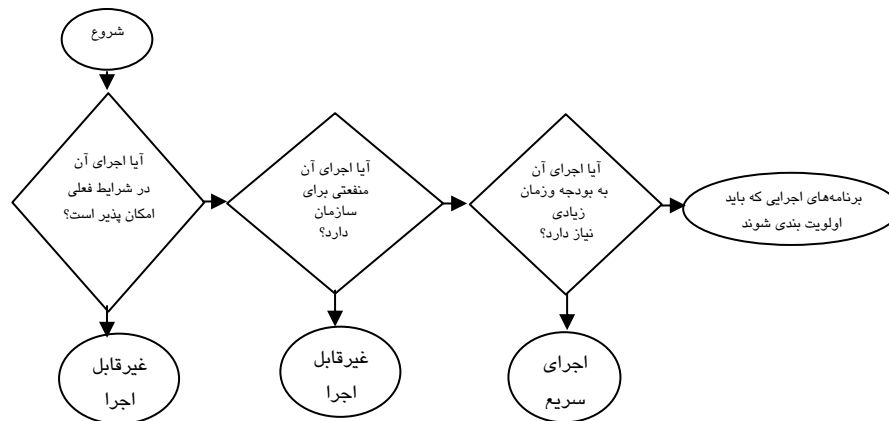 شروع
آیا اجرای آن
در شرایط فعلی
امکان پذیر است؟
آیا اجرای آن
منفعتی برای
سازمان
دارد؟
آیا اجرای آن
به بودجه وزمان
زیادی
نیاز دارد؟
برنامه‌های اجرایی که باید
اولویت بندی شوند
غیرقابل
اجرا
غیرقابل
اجرا
اجرای
سریع